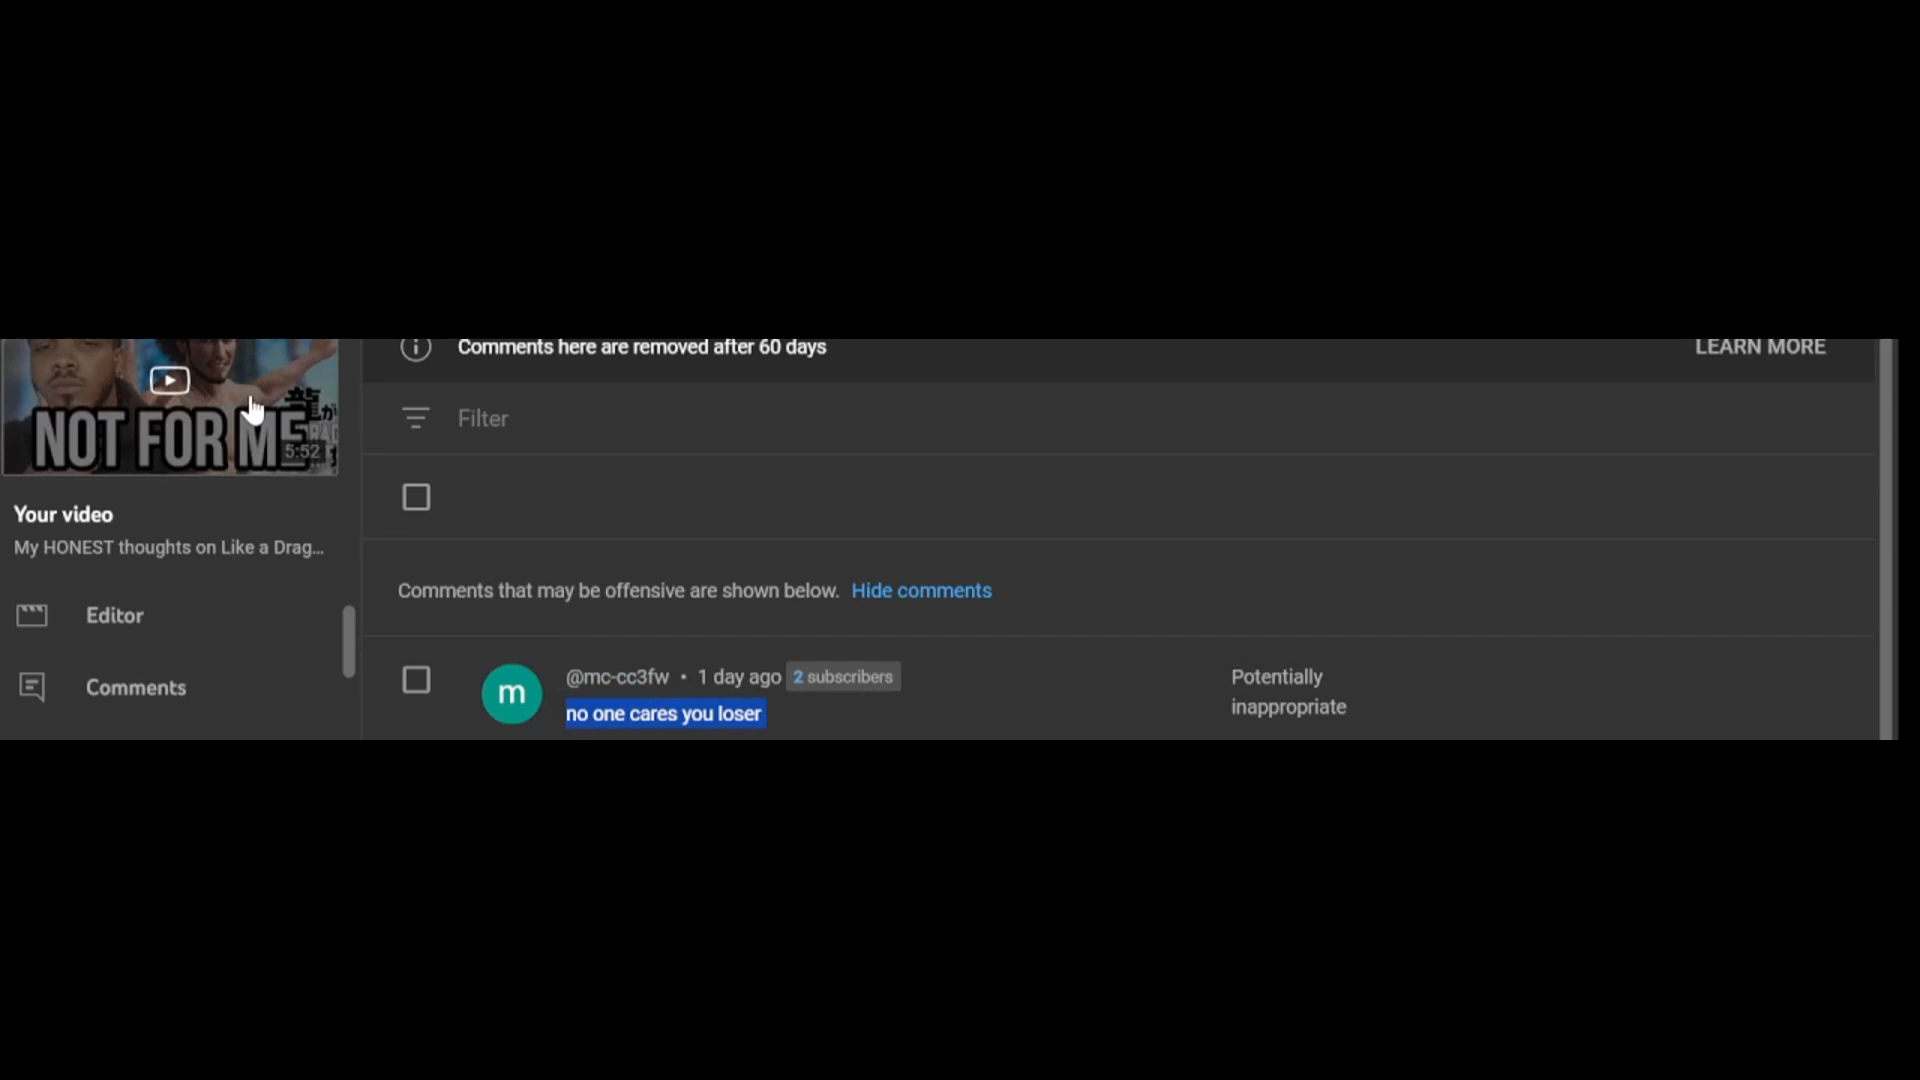 Comments here are removed after 60 days
LEARN MORE
Filter
NOT FOR ME
龍が
5:52
Your video
My HONEST thoughts on Like a Drag...
Editor
Comments
Comments that may be offensive are shown below. Hide comments
m
@mc-cc3fw • 1 day ago 2 subscribers
no one cares you loser
Potentially
inappropriate